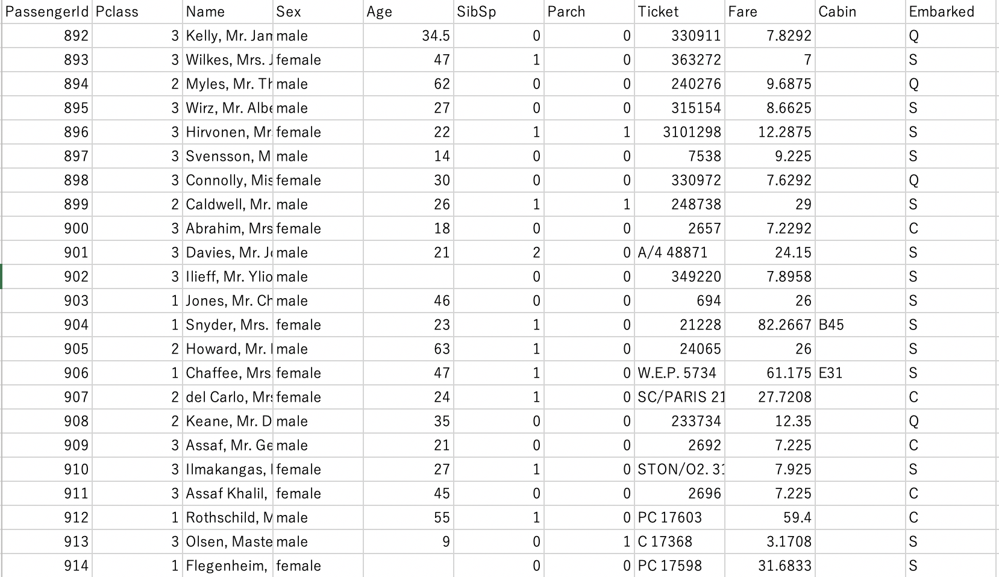 PassengerId Pclass Name Sex Age SibSp Parch Ticket Fare Cabin Embarked
892 3 Kelly, Mr. Jam male 34.5 0 0 330911 7.8292 Q
893 3 Wilkes, Mrs. J female 47 1 0 363272 7 S
894 2 Myles, Mr. Th male 62 0 0 240276 9.6875 Q
895 3 Wirz, Mr. Albe male 27 0 0 315154 8.6625 S
896 3 Hirvonen, Mr female 22 1 1 3101298 12.2875 S
897 3 Svensson, M male 14 0 0 7538 9.225 S
898 3 Connolly, Mis female 30 0 0 330972 7.6292 Q
899 2 Caldwell, Mr. male 26 1 1 248738 29 S
900 3 Abrahim, Mrs female 18 0 0 2657 7.2292 C
901 3 Davies, Mr. Jo male 21 2 0 A/4 48871 24.15 S
902 3 Ilieff, Mr. Ylio male 0 0 349220 7.8958 S
903 1 Jones, Mr. Ch male 46 0 0 694 26 S
904 1 Snyder, Mrs. female 23 1 0 21228 82.2667 B45 S
905 2 Howard, Mr. male 63 1 0 24065 26 S
906 1 Chaffee, Mrs. female 47 1 0 W.E.P. 5734 61.175 E31 S
907 2 del Carlo, Mrs female 24 1 0 SC/PARIS 21 27.7208 C
908 2 Keane, Mr. D male 35 0 0 233734 12.35 Q
909 3 Assaf, Mr. Ge male 21 0 0 2692 7.225 C
910 3 Ilmakangas, female 27 1 0 STON/O2. 31 7.925 S
911 3 Assaf Khalil, female 45 0 0 2696 7.225 C
912 1 Rothschild, M male 55 1 0 PC 17603 59.4 C
913 3 Olsen, Maste male 9 0 1 C 17368 3.1708 S
914 1 Flegenheim, female 0 0 PC 17598 31.6833 S